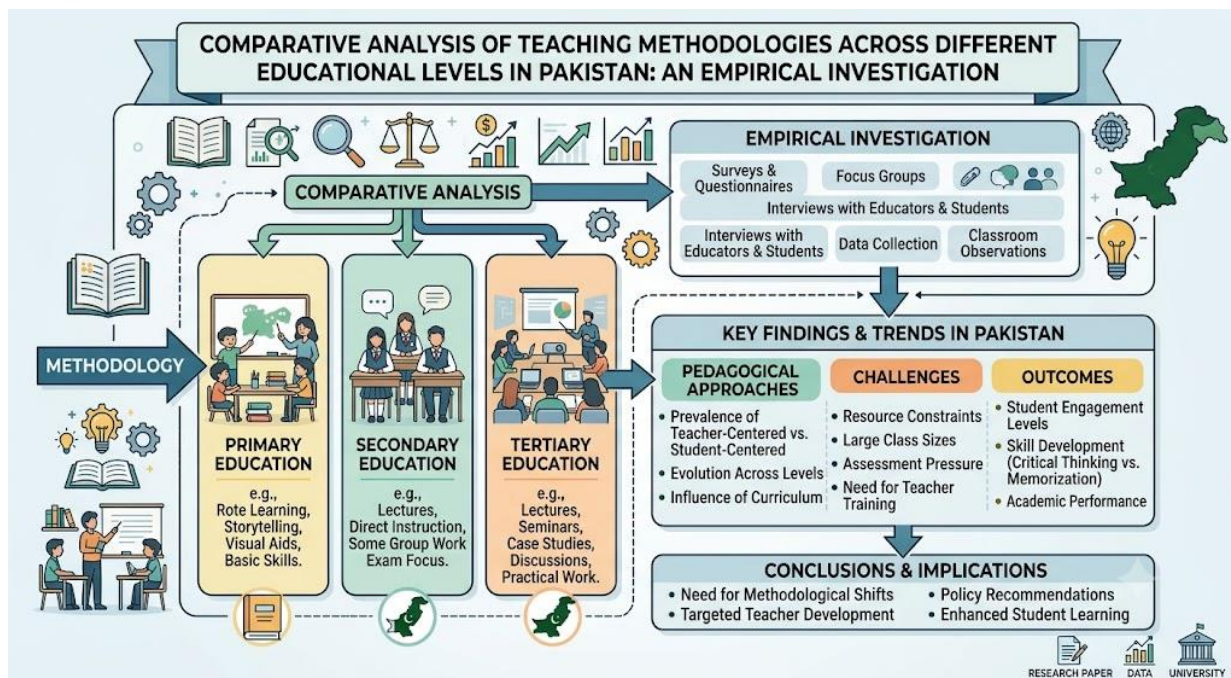 COMPARATIVE ANALYSIS OF TEACHING METHODOLOGIES ACROSS DIFFERENT
EDUCATIONAL LEVELS IN PAKISTAN: AN EMPIRICAL INVESTIGATION
COMPARATIVE ANALYSIS
METHODOLOGY
PRIMARY
EDUCATION
e.g.,
Rote Learning,
Storytelling,
Visual Aids,
Basic Skills.
SECONDARY
EDUCATION
e.g.,
Lectures,
Direct Instruction,
Some Group Work
Exam Focus.
TERTIARY
EDUCATION
e.g.,
Lectures,
Seminars,
Case Studies,
Discussions,
Practical Work.
EMPIRICAL INVESTIGATION
Surveys &
Questionnaires
Focus Groups
Interviews with Educators & Students
Interviews with
Educators & Students
Data Collection
Classroom
Observations
KEY FINDINGS & TRENDS IN PAKISTAN
PEDAGOGICAL
APPROACHES
• Prevalence of
Teacher-Centered vs.
Student-Centered
• Evolution Across Levels
• Influence of Curriculum
CHALLENGES
• Resource Constraints
• Large Class Sizes
• Assessment Pressure
• Need for Teacher
Training
OUTCOMES
• Student Engagement
Levels
• Skill Development
(Critical Thinking vs.
Memorization)
• Academic Performance
CONCLUSIONS & IMPLICATIONS
• Need for Methodological Shifts
• Targeted Teacher Development
• Policy Recommendations
• Enhanced Student Learning
RESEARCH PAPER
DATA
UNIVERSITY